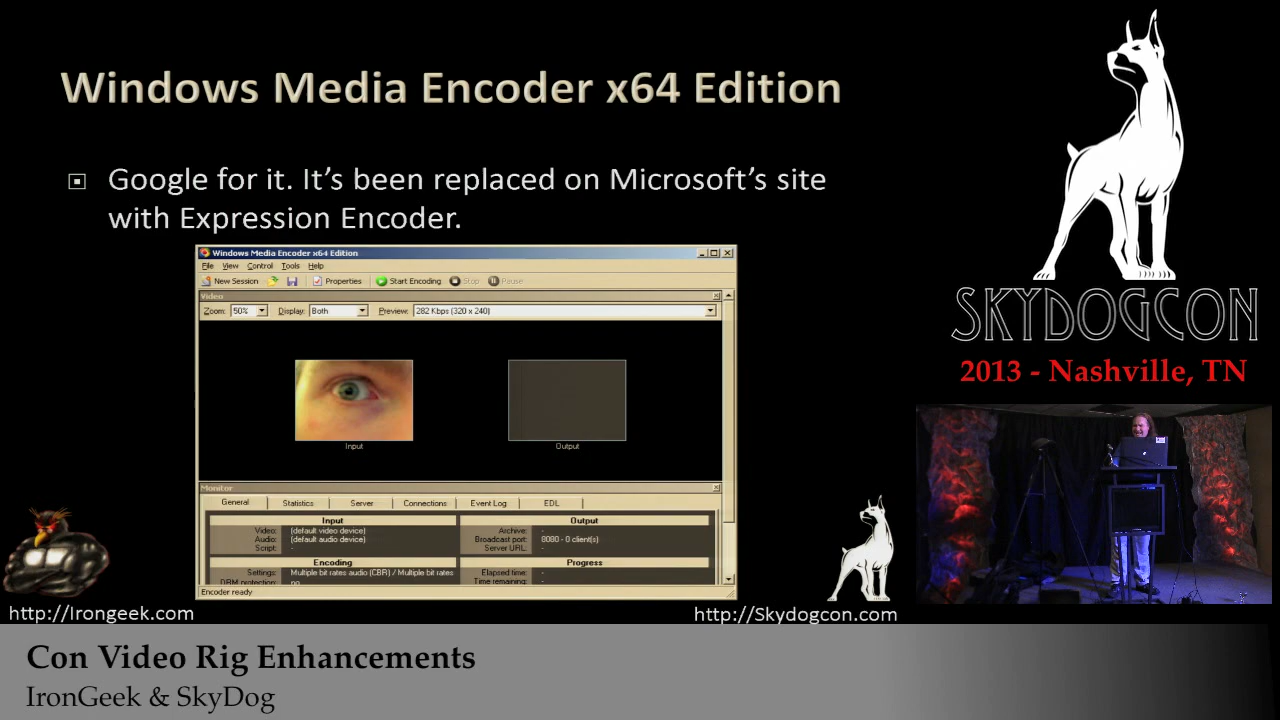 Windows Media Encoder x64 Edition
Google for it. It's been replaced on Microsoft's site
with Expression Encoder.
Windows Media Encoder x64 Edition
File View Control Tools Help
New Session Properties Start Encoding Stop Pause
Video
Zoom: 50% Display: Both Preview: 282 Kbps (320 x 240)
Input Output
Monitor
General Statistics Server Connections Event Log EDL
Input Output
Video: (default video device) Archive: -
Audio: (default audio device) Broadcast port: 8080 - 0 client(s)
Script: - Server URL: -
Encoding Progress
Settings: Multiple bit rates audio (CBR) / Multiple bit rates Elapsed time: -
DRM protection: no Time remaining: -
Encoder ready
http://Irongeek.com
http://Skydogcon.com
SKYDOGCON
2013 - Nashville, TN
Con Video Rig Enhancements
IronGeek & SkyDog